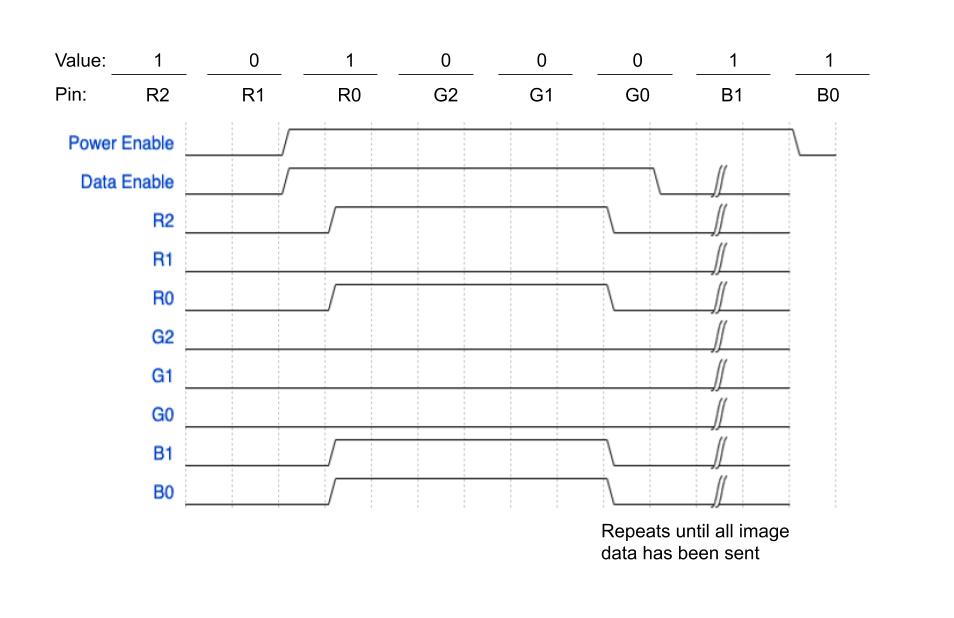 Value: 1 0 1 0 0 0 1 1
Pin: R2 R1 R0 G2 G1 G0 B1 B0
Power Enable
Data Enable
R2
R1
R0
G2
G1
G0
B1
B0
Repeats until all image
data has been sent